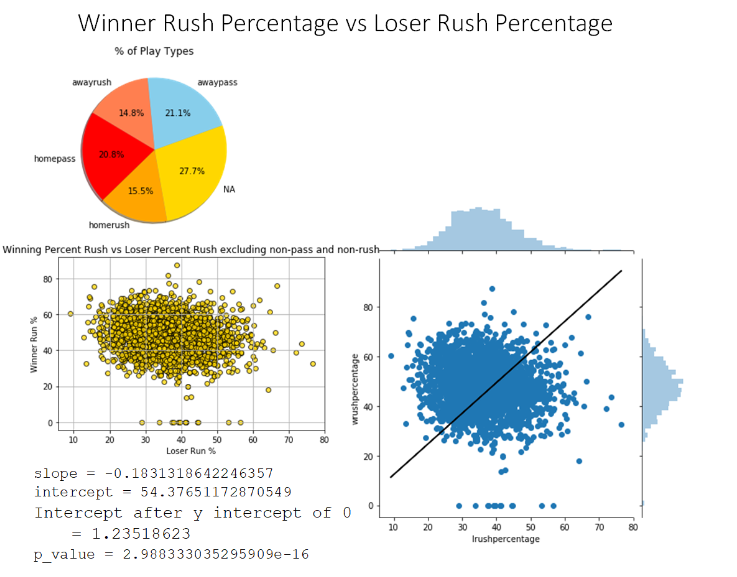 Winner Rush Percentage vs Loser Rush Percentage
% of Play Types
awayrush
awaypass
14.8%
21.1%
homepass
20.8%
27.7%
NA
15.5%
homerush
Winning Percent Rush vs Loser Percent Rush excluding non-pass and non-rush
80
60
40
20
0
Winner Run %
10 20 30 40 50 60 70 80
Loser Run %
80
60
40
20
0
wrushpercentage
10 20 30 40 50 60 70 80
lrushpercentage
slope = -0.1831318642246357
intercept = 54.37651172870549
Intercept after y intercept of 0
= 1.23518623
p_value = 2.988333035295909e-16